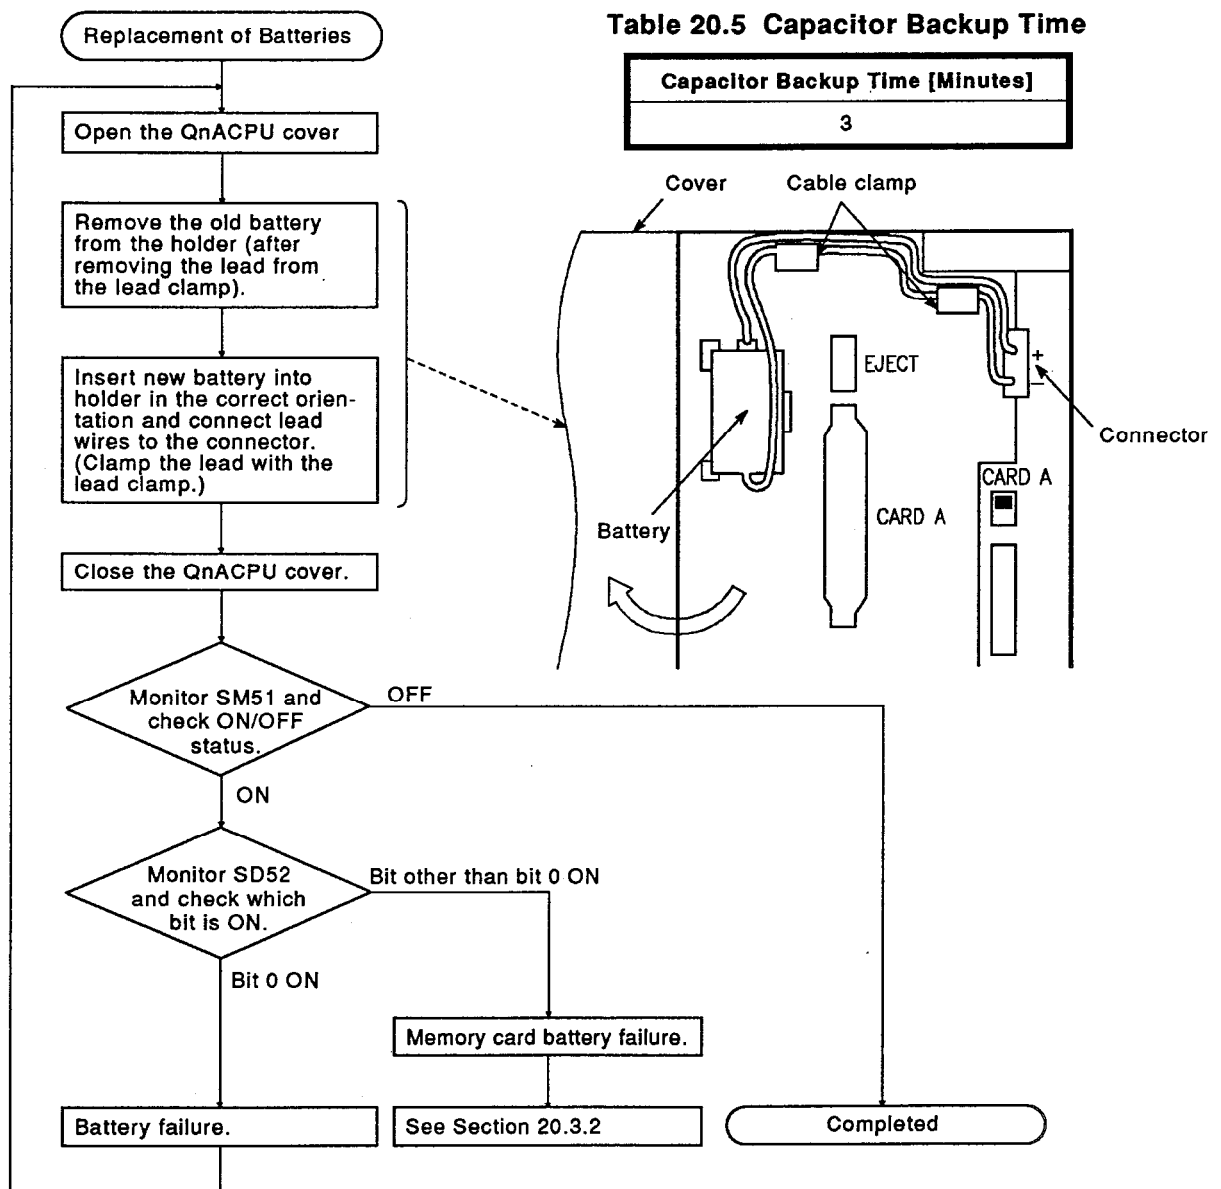 Replacement of Batteries
Open the QnACPU cover
Remove the old battery
from the holder (after
removing the lead from
the lead clamp).
Insert new battery into
holder in the correct orien-
tation and connect lead
wires to the connector.
(Clamp the lead with the
lead clamp.)
Close the QnACPU cover.
Monitor SM51 and
check ON/OFF
status.
OFF
ON
Monitor SD52
and check which
bit is ON.
Bit other than bit 0 ON
Bit 0 ON
Memory card battery failure.
Battery failure.
See Section 20.3.2
Completed
Table 20.5 Capacitor Backup Time
Capacitor Backup Time [Minutes]
3
Cover
Cable clamp
EJECT
+
−
Connector
CARD A
CARD A
Battery